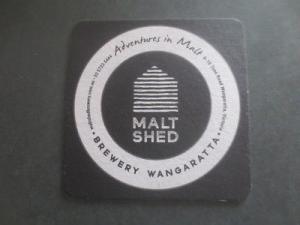 Adventures in Malt
MALT
SHED
• BREWERY WANGARATTA •